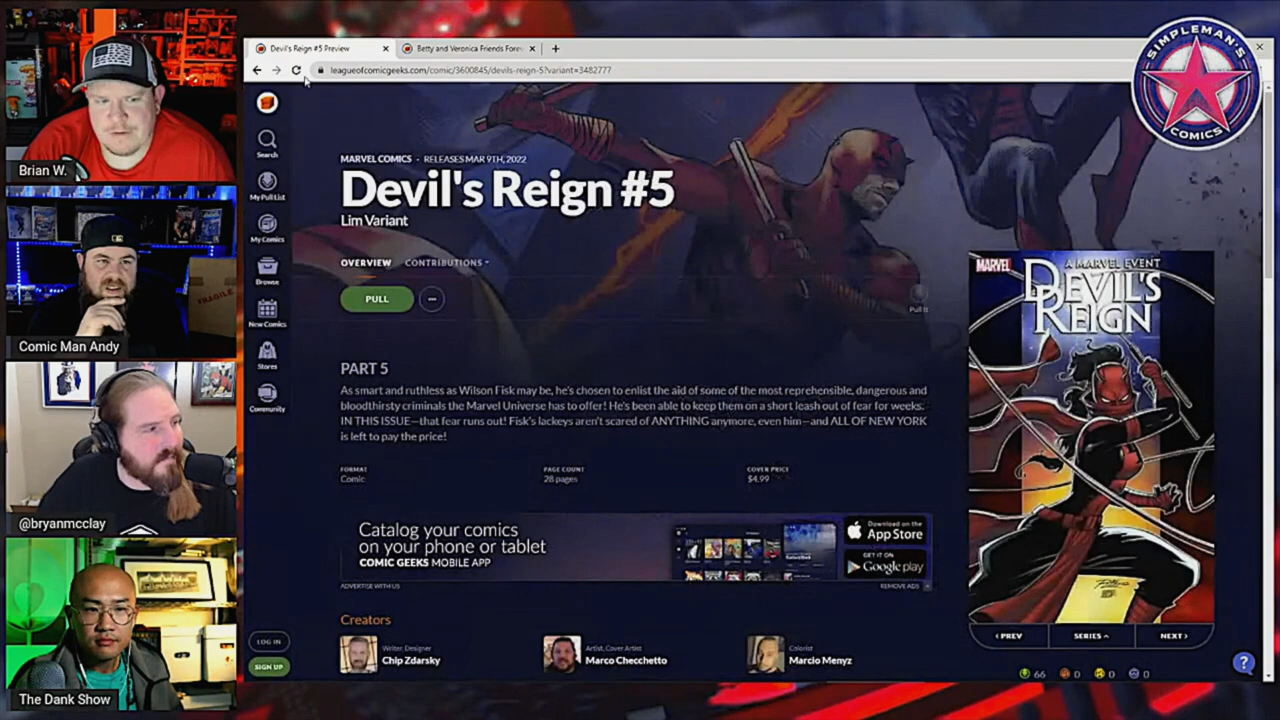 Devil's Reign #5 Preview
Betty and Veronica Friends Fore
leagueofcomicgeeks.com/comic/3600845/devils-reign-5?variant=3482777
SIMPLEMAN'S
COMICS
Brian W.
Comic Man Andy
FRAGILE
@bryanmcclay
The Dank Show
Search
My Pull List
My Comics
Browse
New Comics
Stores
Community
LOG IN
SIGN UP
MARVEL COMICS · RELEASES MAR 9TH, 2022
Devil's Reign #5
Lim Variant
OVERVIEW CONTRIBUTIONS
PULL
Pull It
PART 5
As smart and ruthless as Wilson Fisk may be, he's chosen to enlist the aid of some of the most reprehensible, dangerous and
bloodthirsty criminals the Marvel Universe has to offer! He's been able to keep them on a short leash out of fear for weeks.
IN THIS ISSUE—that fear runs out! Fisk's lackeys aren't scared of ANYTHING anymore, even him—and ALL OF NEW YORK
is left to pay the price!
FORMAT
Comic
PAGE COUNT
28 pages
COVER PRICE
$4.99
Catalog your comics
on your phone or tablet
COMIC GEEKS MOBILE APP
Download on the
App Store
GET IT ON
Google play
ADVERTISE WITH US
REMOVE ADS
Creators
Writer, Designer
Chip Zdarsky
Artist, Cover Artist
Marco Checchetto
Colorist
Marcio Menyz
MARVEL
A MARVEL EVENT
DEVIL'S
REIGN
‹ PREV
SERIES
NEXT ›
66 0 0 0
?